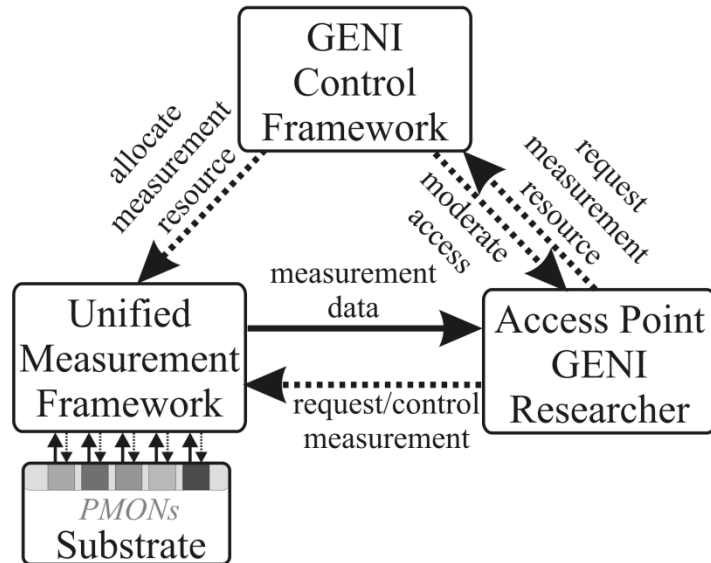 GENI
Control
Framework
allocate
measurement
resource
request
measurement
resource
moderate
access
Unified
Measurement
Framework
measurement
data
Access Point
GENI
Researcher
request/control
measurement
PMONs
Substrate